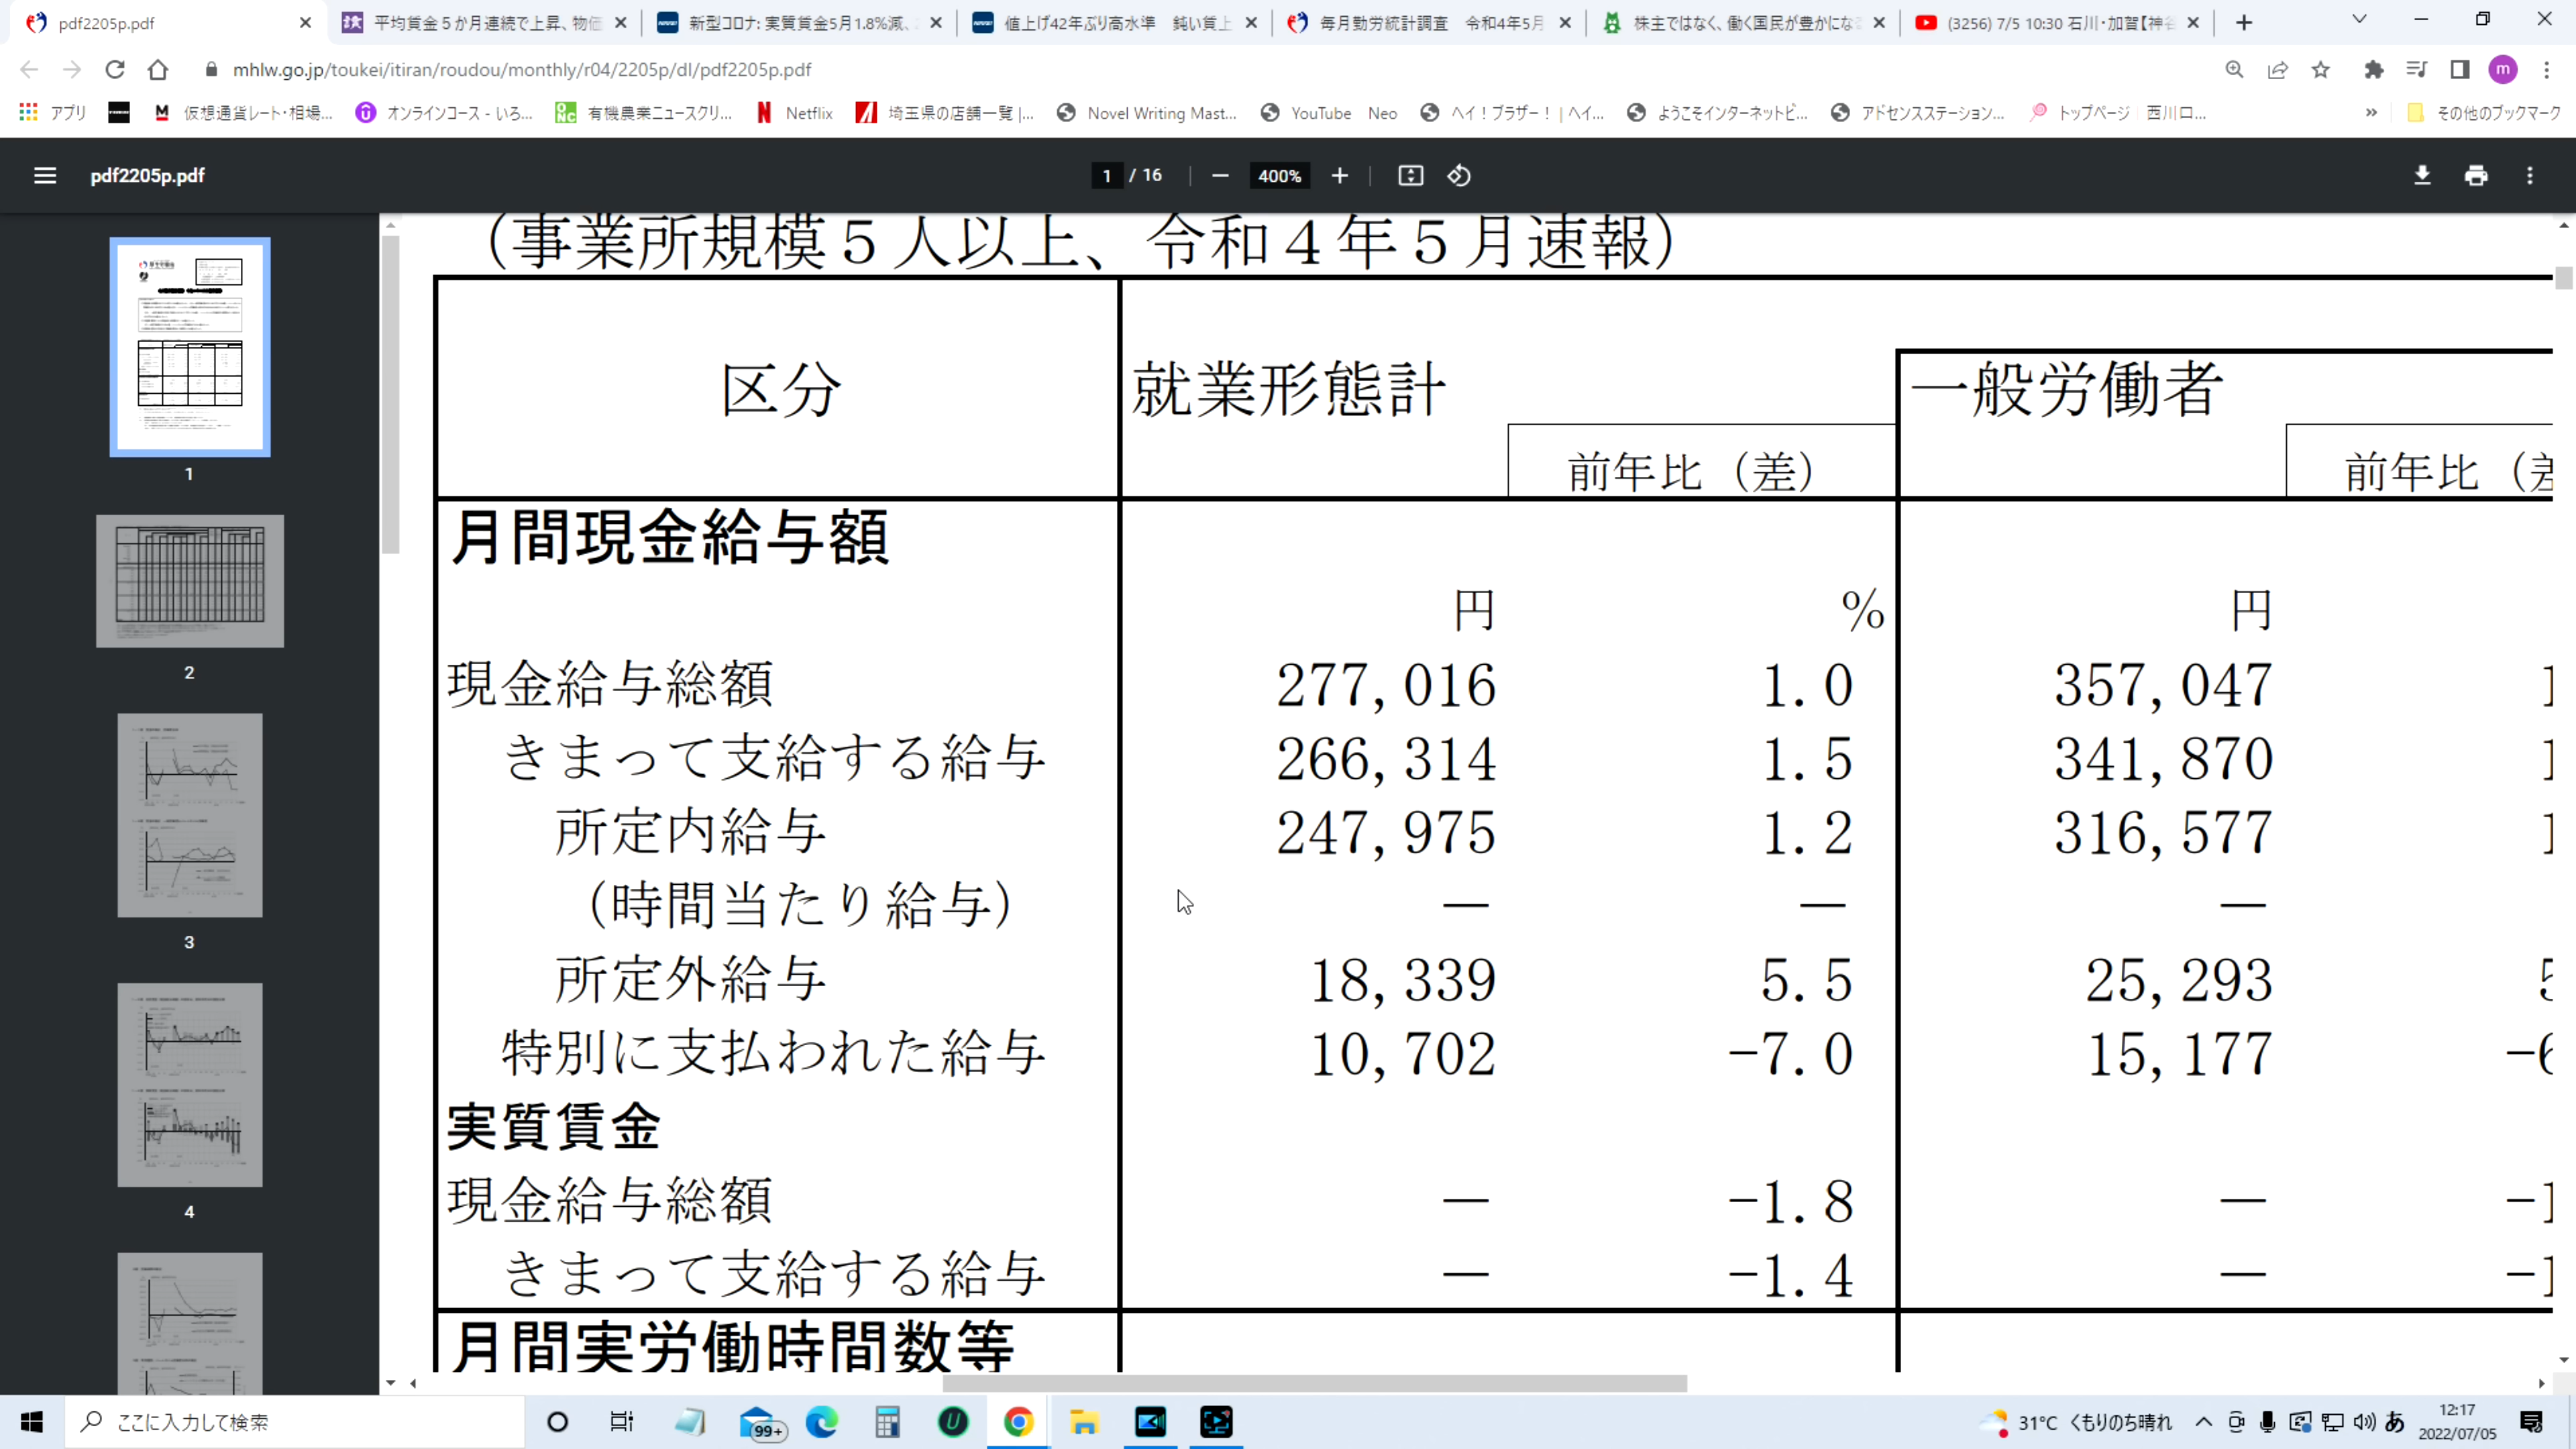 pdf2205p.pdf
平均賃金５か月連続で上昇、物価
新型コロナ: 実質賃金5月1.8%減、
値上げ42年ぶり高水準　鈍い賃上
毎月勤労統計調査　令和4年5月
株主ではなく、働く国民が豊かにな
(3256) 7/5 10:30 石川・加賀【神谷
mhlw.go.jp/toukei/itiran/roudou/monthly/r04/2205p/dl/pdf2205p.pdf
m
アプリ
仮想通貨レート・相場...
オンラインコース - いろ...
有機農業ニュースクリ...
Netflix
埼玉県の店舗一覧 |...
Novel Writing Mast...
YouTube Neo
ヘイ！ブラザー！ | ヘイ...
ようこそインターネットビ...
アドセンスステーション...
トップページ 西川口...
»
その他のブックマーク
pdf2205p.pdf
1 / 16
400%
（事業所規模５人以上、令和４年５月速報）
区分 就業形態計 一般労働者
前年比（差） 前年比（差
月間現金給与額
円 % 円
現金給与総額 277,016 1.0 357,047 1
きまって支給する給与 266,314 1.5 341,870 1
所定内給与 247,975 1.2 316,577 1
（時間当たり給与） — — —
所定外給与 18,339 5.5 25,293 5
特別に支払われた給与 10,702 -7.0 15,177 -6
実質賃金
現金給与総額 — -1.8 — -1
きまって支給する給与 — -1.4 — -1
月間実労働時間数等
1
2
3
4
ここに入力して検索
99+
31°C くもりのち晴れ
あ
12:17
2022/07/05